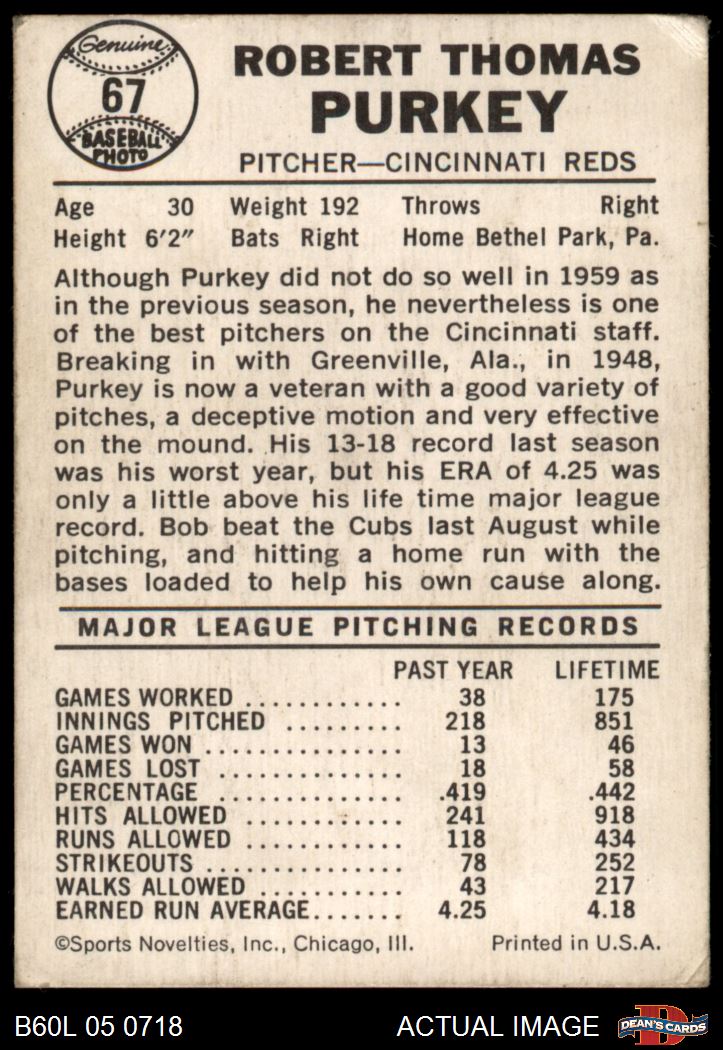 Genuine
67
BASEBALL
PHOTO
ROBERT THOMAS
PURKEY
PITCHER—CINCINNATI REDS
Age 30 Weight 192 Throws Right
Height 6'2" Bats Right Home Bethel Park, Pa.
Although Purkey did not do so well in 1959 as
in the previous season, he nevertheless is one
of the best pitchers on the Cincinnati staff.
Breaking in with Greenville, Ala., in 1948,
Purkey is now a veteran with a good variety of
pitches, a deceptive motion and very effective
on the mound. His 13-18 record last season
was his worst year, but his ERA of 4.25 was
only a little above his life time major league
record. Bob beat the Cubs last August while
pitching, and hitting a home run with the
bases loaded to help his own cause along.
MAJOR LEAGUE PITCHING RECORDS
PAST YEAR LIFETIME
GAMES WORKED ............ 38 175
INNINGS PITCHED ......... 218 851
GAMES WON ............... 13 46
GAMES LOST .............. 18 58
PERCENTAGE .............. .419 .442
HITS ALLOWED ............ 241 918
RUNS ALLOWED ............ 118 434
STRIKEOUTS ............... 78 252
WALKS ALLOWED ........... 43 217
EARNED RUN AVERAGE....... 4.25 4.18
©Sports Novelties, Inc., Chicago, Ill. Printed in U.S.A.
B60L 05 0718 ACTUAL IMAGE D DEAN'S CARDS